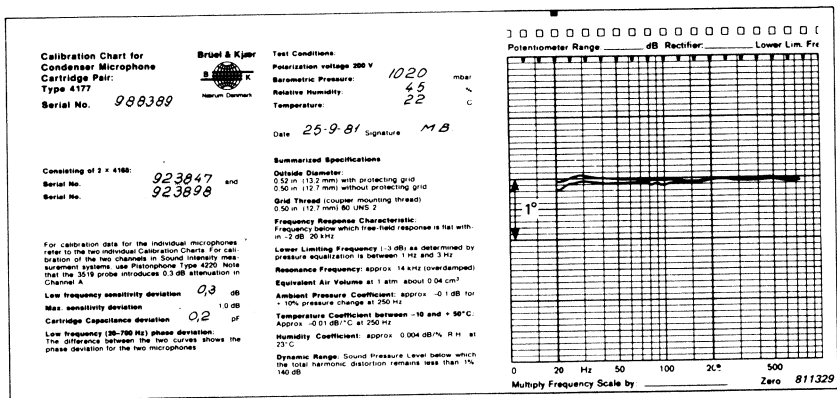 Calibration Chart for
Condenser Microphone
Cartridge Pair:
Type 4177
Serial No. 988389
Brüel & Kjær
B K
Nærum Denmark
Consisting of 2 × 4165:
Serial No. 923847 and
Serial No. 923898
For calibration data for the individual microphones
refer to the two individual Calibration Charts. For cali-
bration of the two channels in Sound Intensity mea-
surement systems, use Pistonphone Type 4220. Note
that the 3519 probe introduces 0.3 dB attenuation in
Channel A
Low frequency sensitivity deviation 0,3 dB
Max. sensitivity deviation 1.0 dB
Cartridge Capacitance deviation 0,2 pF
Low frequency (20–700 Hz) phase deviation:
The difference between the two curves shows the
phase deviation for the two microphones
Test Conditions:
Polarization voltage 200 V
Barometric Pressure: 1020 mbar
Relative Humidity: 45 %
Temperature: 22 C
Date 25-9-81 Signature MB
Summarized Specifications
Outside Diameter:
0.52 in (13.2 mm) with protecting grid
0.50 in (12.7 mm) without protecting grid
Grid Thread (coupler mounting thread)
0.50 in (12.7 mm) 60 UNS 2
Frequency Response Characteristic:
Frequency below which free-field response is flat with-
in –2 dB 20 kHz
Lower Limiting Frequency (-3 dB) as determined by
pressure equalization is between 1 Hz and 3 Hz
Resonance Frequency: approx 14 kHz (overdamped)
Equivalent Air Volume at 1 atm about 0.04 cm³
Ambient Pressure Coefficient: approx –0.1 dB for
+ 10% pressure change at 250 Hz
Temperature Coefficient between –10 and + 50°C:
Approx –0.01 dB/°C at 250 Hz
Humidity Coefficient: approx 0.004 dB/% R.H. at
23°C
Dynamic Range: Sound Pressure Level below which
the total harmonic distortion remains less than 1%
140 dB
Potentiometer Range: dB Rectifier: Lower Lim. Fre
1°
0 20 Hz 50 100 200 500
Multiply Frequency Scale by: Zero 811329